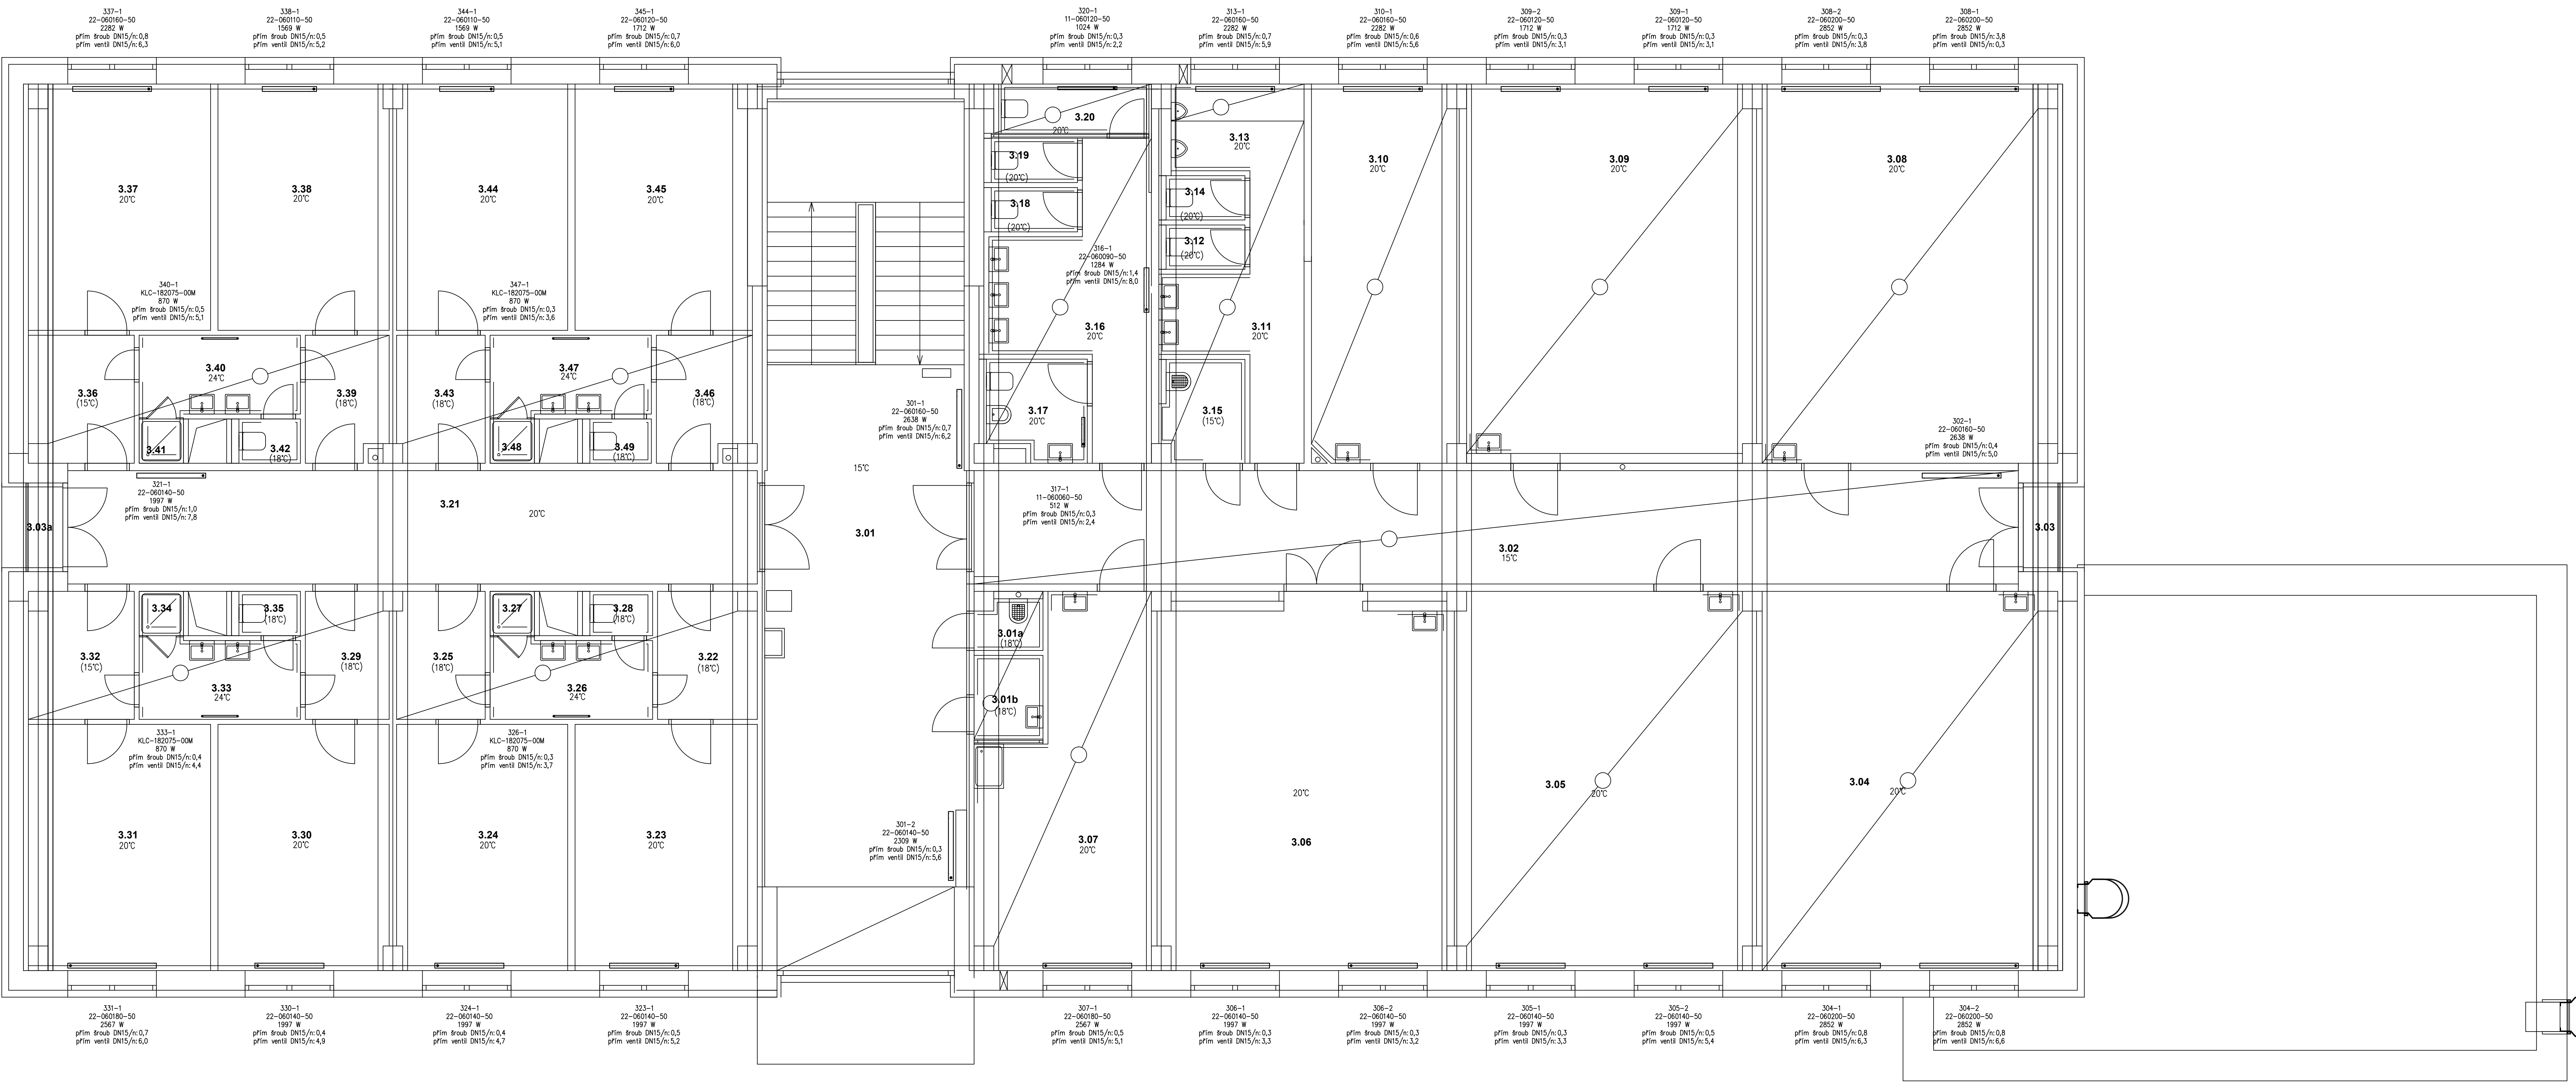 337-1
22-060160-50
2282 W
přím šroub DN15/n:0,8
přím ventil DN15/n:6,3
338-1
22-060110-50
1569 W
přím šroub DN15/n:0,5
přím ventil DN15/n:5,2
344-1
22-060110-50
1569 W
přím šroub DN15/n:0,5
přím ventil DN15/n:5,1
345-1
22-060120-50
1712 W
přím šroub DN15/n:0,7
přím ventil DN15/n:6,0
320-1
11-060120-50
1024 W
přím šroub DN15/n:0,3
přím ventil DN15/n:2,2
313-1
22-060160-50
2282 W
přím šroub DN15/n:0,7
přím ventil DN15/n:5,9
310-1
22-060160-50
2282 W
přím šroub DN15/n:0,6
přím ventil DN15/n:5,6
309-2
22-060120-50
1712 W
přím šroub DN15/n:0,3
přím ventil DN15/n:3,1
309-1
22-060120-50
1712 W
přím šroub DN15/n:0,3
přím ventil DN15/n:3,1
308-2
22-060200-50
2852 W
přím šroub DN15/n:0,3
přím ventil DN15/n:3,8
308-1
22-060200-50
2852 W
přím šroub DN15/n:3,8
přím ventil DN15/n:0,3
3.37
20°C
3.38
20°C
3.44
20°C
3.45
20°C
3.20
20°C
3.19
(20°C)
3.18
(20°C)
3.13
20°C
3.14
(20°C)
3.12
(20°C)
3.10
20°C
3.09
20°C
3.08
20°C
316-1
22-060090-50
1284 W
přím šroub DN15/n:1,4
přím ventil DN15/n:8,0
340-1
KLC-182075-00M
870 W
přím šroub DN15/n:0,5
přím ventil DN15/n:5,1
347-1
KLC-182075-00M
870 W
přím šroub DN15/n:0,3
přím ventil DN15/n:3,6
3.16
20°C
3.11
20°C
3.36
(15°C)
3.40
24°C
3.39
(18°C)
3.43
(18°C)
3.47
24°C
3.46
(18°C)
3.41
3.42
(18°C)
3.48
3.49
(18°C)
301-1
22-060160-50
2638 W
přím šroub DN15/n:0,7
přím ventil DN15/n:6,2
3.17
20°C
3.15
(15°C)
302-1
22-060160-50
2638 W
přím šroub DN15/n:0,4
přím ventil DN15/n:5,0
15°C
321-1
22-060140-50
1997 W
přím šroub DN15/n:1,0
přím ventil DN15/n:7,8
317-1
11-060060-50
512 W
přím šroub DN15/n:0,3
přím ventil DN15/n:2,4
3.03a
3.21
20°C
3.01
3.02
15°C
3.03
3.34
3.35
(18°C)
3.27
3.28
(18°C)
3.32
(15°C)
3.33
24°C
3.29
(18°C)
3.25
(18°C)
3.26
24°C
3.22
(18°C)
3.01a
(18°C)
3.01b
(18°C)
333-1
KLC-182075-00M
870 W
přím šroub DN15/n:0,4
přím ventil DN15/n:4,4
326-1
KLC-182075-00M
870 W
přím šroub DN15/n:0,3
přím ventil DN15/n:3,7
20°C
3.06
3.05
20°C
3.04
20°C
3.31
20°C
3.30
20°C
3.24
20°C
3.23
20°C
301-2
22-060140-50
2309 W
přím šroub DN15/n:0,3
přím ventil DN15/n:5,6
3.07
20°C
331-1
22-060180-50
2567 W
přím šroub DN15/n:0,7
přím ventil DN15/n:6,0
330-1
22-060140-50
1997 W
přím šroub DN15/n:0,4
přím ventil DN15/n:4,9
324-1
22-060140-50
1997 W
přím šroub DN15/n:0,4
přím ventil DN15/n:4,7
323-1
22-060140-50
1997 W
přím šroub DN15/n:0,5
přím ventil DN15/n:5,2
307-1
22-060180-50
2567 W
přím šroub DN15/n:0,5
přím ventil DN15/n:5,1
306-1
22-060140-50
1997 W
přím šroub DN15/n:0,3
přím ventil DN15/n:3,3
306-2
22-060140-50
1997 W
přím šroub DN15/n:0,3
přím ventil DN15/n:3,2
305-1
22-060140-50
1997 W
přím šroub DN15/n:0,3
přím ventil DN15/n:3,3
305-2
22-060140-50
1997 W
přím šroub DN15/n:0,5
přím ventil DN15/n:5,4
304-1
22-060200-50
2852 W
přím šroub DN15/n:0,8
přím ventil DN15/n:6,3
304-2
22-060200-50
2852 W
přím šroub DN15/n:0,8
přím ventil DN15/n:6,6